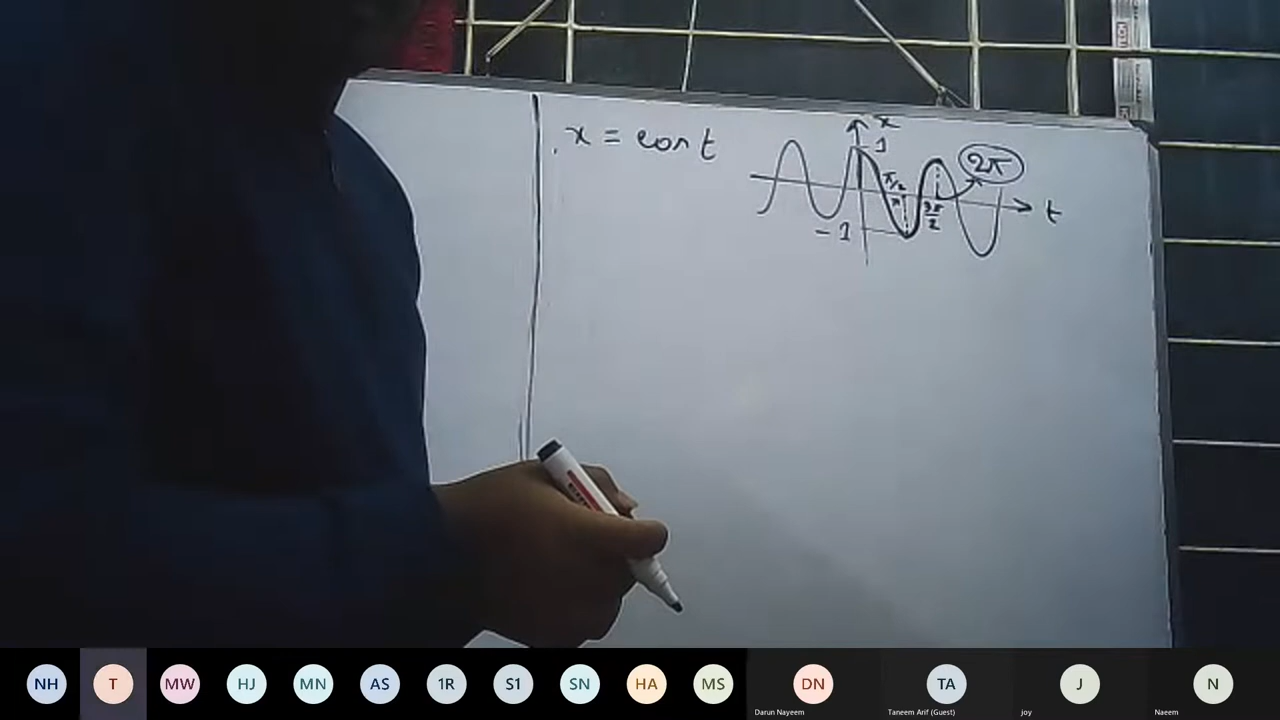 x = cos t
x
1
π/2
π
3π/2
2π
-1
t
NH
T
MW
HJ
MN
AS
1R
S1
SN
HA
MS
DN
TA
J
N
Darun Nayeem
Taneem Arif (Guest)
joy
Naeem